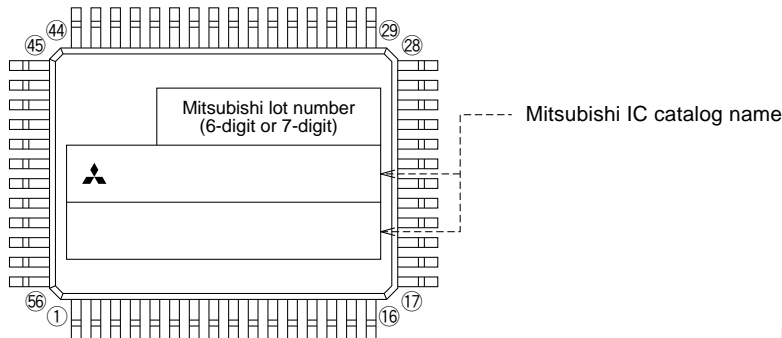 44 29
45 28
Mitsubishi lot number
(6-digit or 7-digit)
Mitsubishi IC catalog name
56 17
1 16